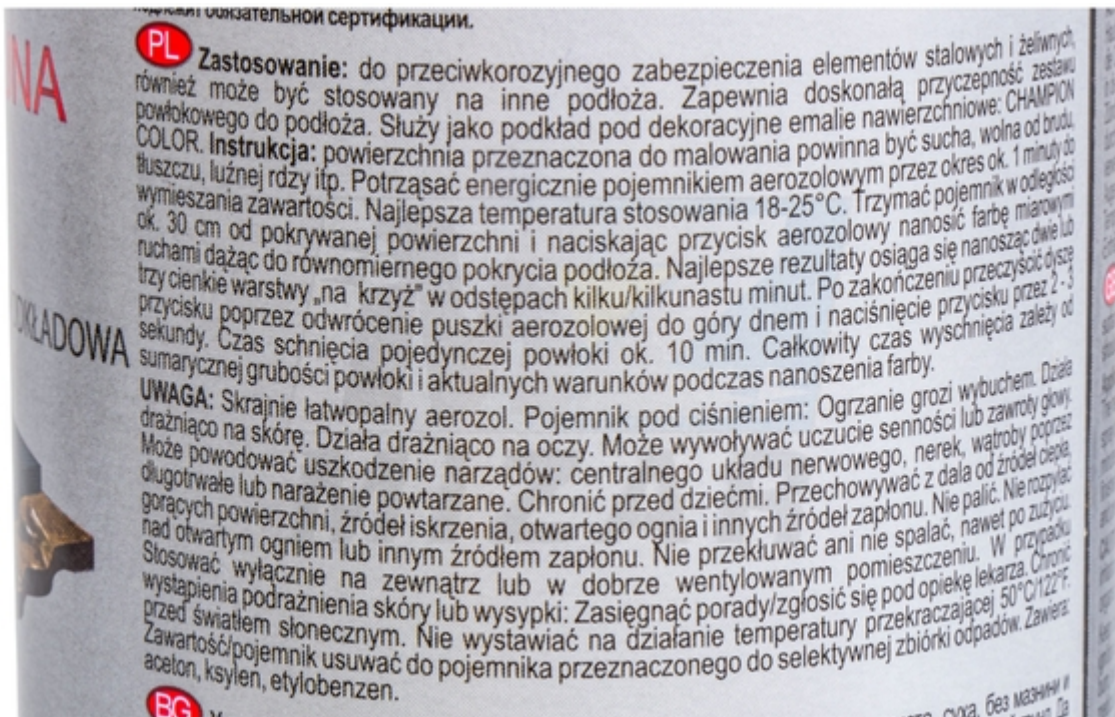 обязательной сертификации.
NA
PL Zastosowanie: do przeciwkorozyjnego zabezpieczenia elementów stalowych i żeliwnych,
również może być stosowany na inne podłoża. Zapewnia doskonałą przyczepność zestawu
powłokowego do podłoża. Służy jako podkład pod dekoracyjne emalie nawierzchniowe: CHAMPION
COLOR. Instrukcja: powierzchnia przeznaczona do malowania powinna być sucha, wolna od brudu,
tłuszczu, luźnej rdzy itp. Potrząsać energicznie pojemnikiem aerozolowym przez okres ok. 1 minuty do
wymieszania zawartości. Najlepsza temperatura stosowania 18-25°C. Trzymać pojemnik w odległości
ok. 30 cm od pokrywanej powierzchni i naciskając przycisk aerozolowy nanosić farbę miarowymi
ruchami dążąc do równomiernego pokrycia podłoża. Najlepsze rezultaty osiąga się nanosząc dwie lub
trzy cienkie warstwy „na krzyż" w odstępach kilku/kilkunastu minut. Po zakończeniu przeczyścić dyszę
przycisku poprzez odwrócenie puszki aerozolowej do góry dnem i naciśnięcie przycisku przez 2 - 3
DKŁADOWA
sekundy. Czas schnięcia pojedynczej powłoki ok. 10 min. Całkowity czas wyschnięcia zależy od
sumarycznej grubości powłoki i aktualnych warunków podczas nanoszenia farby.
UWAGA: Skrajnie łatwopalny aerozol. Pojemnik pod ciśnieniem: Ogrzanie grozi wybuchem. Działa
drażniąco na skórę. Działa drażniąco na oczy. Może wywoływać uczucie senności lub zawroty głowy.
Może powodować uszkodzenie narządów: centralnego układu nerwowego, nerek, wątroby poprzez
długotrwałe lub narażenie powtarzane. Chronić przed dziećmi. Przechowywać z dala od źródeł ciepła,
gorących powierzchni, źródeł iskrzenia, otwartego ognia i innych źródeł zapłonu. Nie palić. Nie rozpylać
nad otwartym ogniem lub innym źródłem zapłonu. Nie przekłuwać ani nie spalać, nawet po zużyciu.
Stosować wyłącznie na zewnątrz lub w dobrze wentylowanym pomieszczeniu. W przypadku
wystąpienia podrażnienia skóry lub wysypki: Zasięgnąć porady/zgłosić się pod opiekę lekarza. Chronić
przed światłem słonecznym. Nie wystawiać na działanie temperatury przekraczającej 50°C/122°F.
Zawartość/pojemnik usuwać do pojemnika przeznaczonego do selektywnej zbiórki odpadów. Zawiera:
aceton, ksylen, etylobenzen.
BG суха, без мазнини и